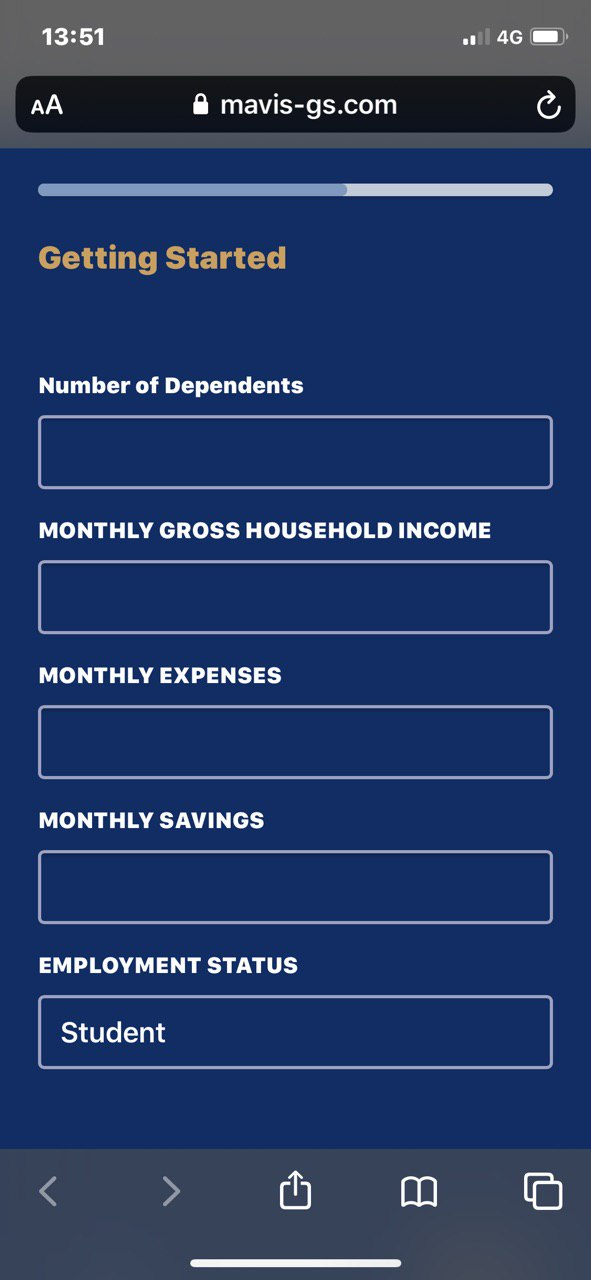 13:51
4G
AA
mavis-gs.com
Getting Started
Number of Dependents
MONTHLY GROSS HOUSEHOLD INCOME
MONTHLY EXPENSES
MONTHLY SAVINGS
EMPLOYMENT STATUS
Student